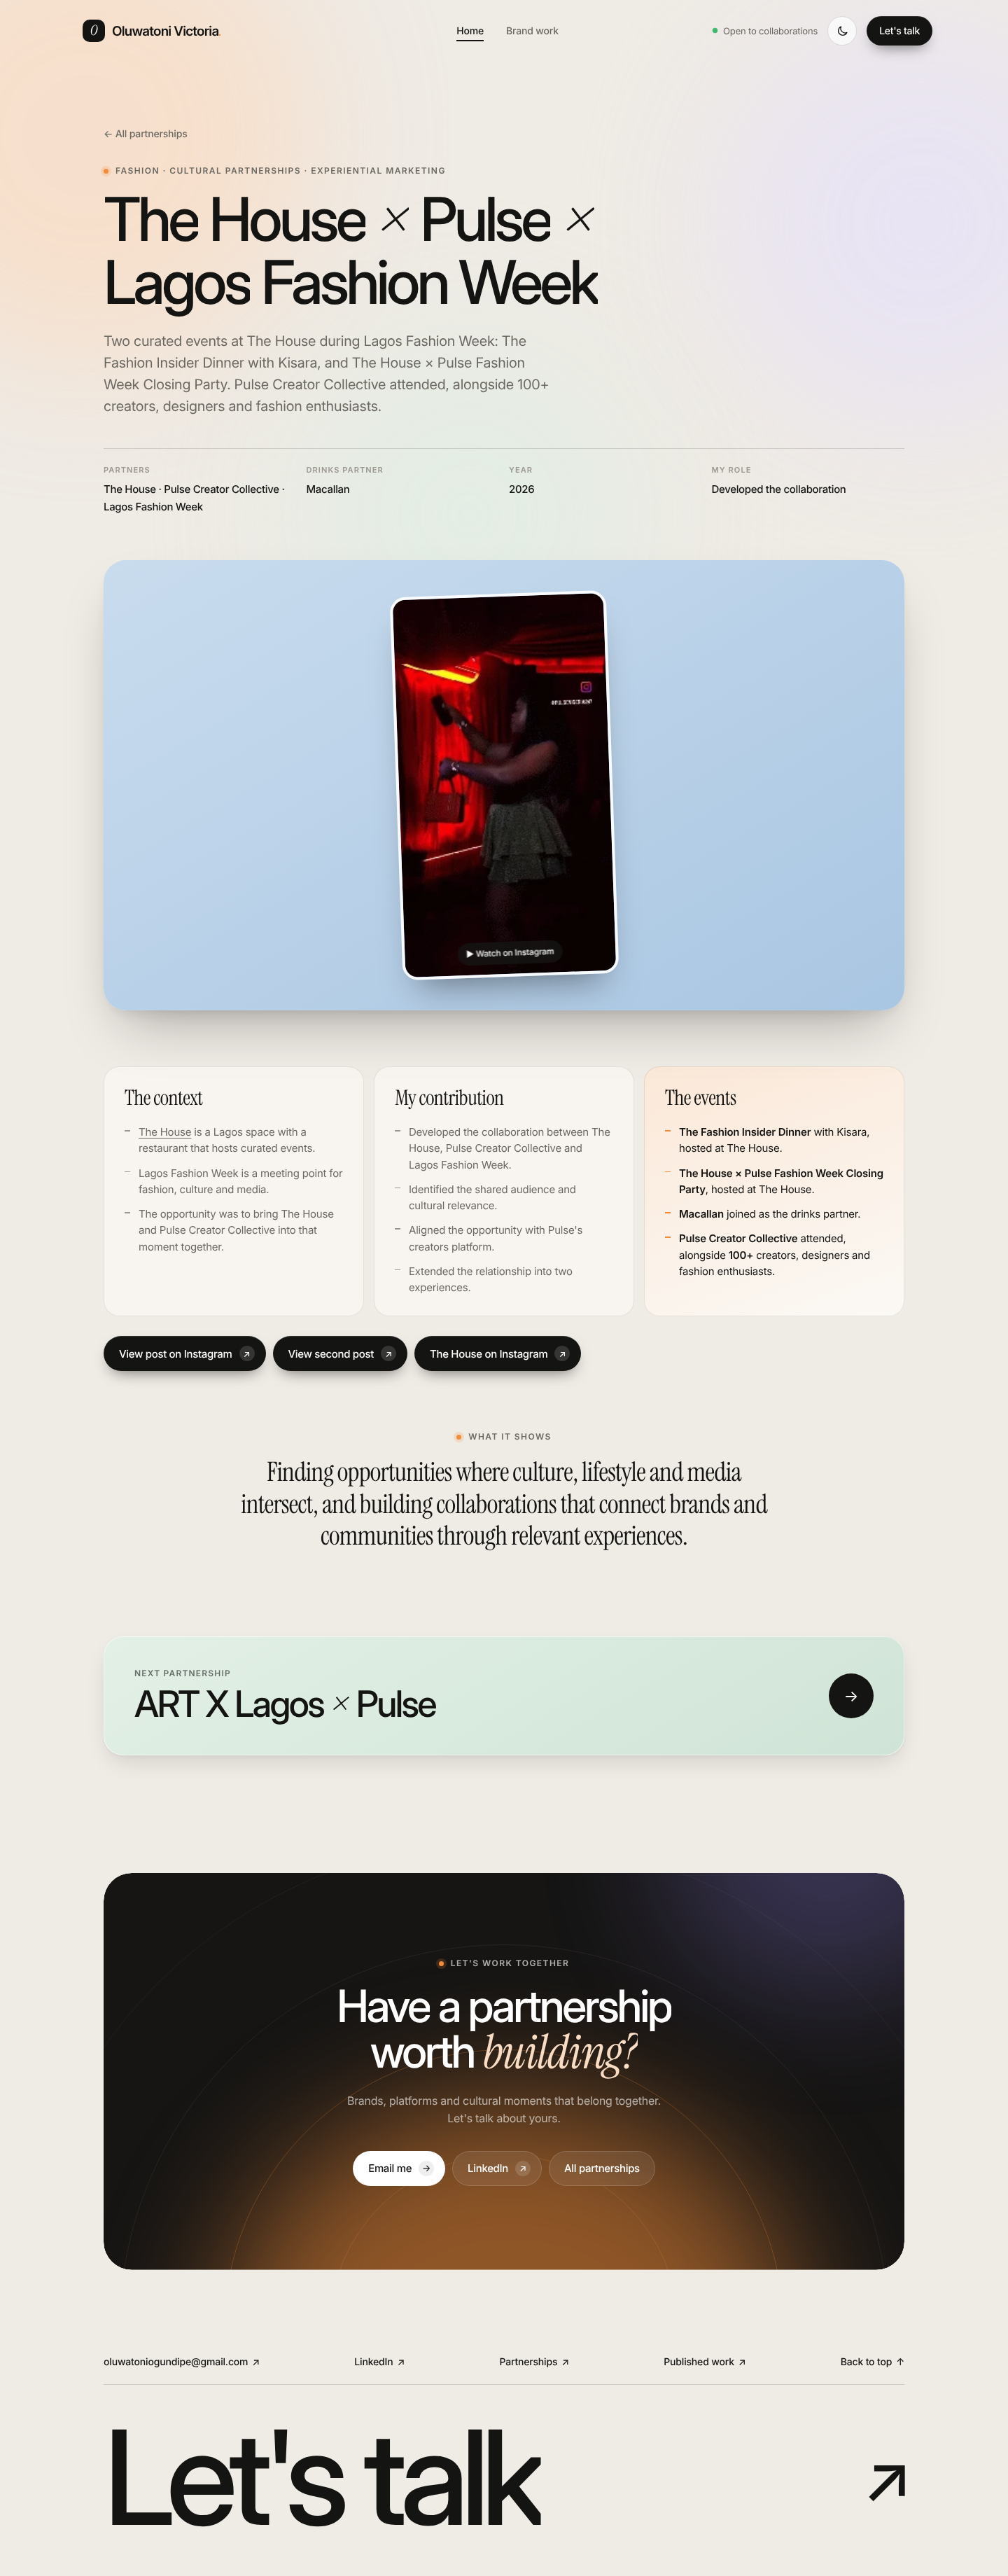 O Oluwatoni Victoria
Home Brand work
Open to collaborations
Let's talk
← All partnerships
FASHION · CULTURAL PARTNERSHIPS · EXPERIENTIAL MARKETING
The House × Pulse ×
Lagos Fashion Week
Two curated events at The House during Lagos Fashion Week: The
Fashion Insider Dinner with Kisara, and The House × Pulse Fashion
Week Closing Party. Pulse Creator Collective attended, alongside 100+
creators, designers and fashion enthusiasts.
PARTNERS
The House · Pulse Creator Collective ·
Lagos Fashion Week
DRINKS PARTNER
Macallan
YEAR
2026
MY ROLE
Developed the collaboration
▶ Watch on Instagram
The context
– The House is a Lagos space with a
restaurant that hosts curated events.
– Lagos Fashion Week is a meeting point for
fashion, culture and media.
– The opportunity was to bring The House
and Pulse Creator Collective into that
moment together.
My contribution
– Developed the collaboration between The
House, Pulse Creator Collective and
Lagos Fashion Week.
– Identified the shared audience and
cultural relevance.
– Aligned the opportunity with Pulse's
creators platform.
– Extended the relationship into two
experiences.
The events
– The Fashion Insider Dinner with Kisara,
hosted at The House.
– The House × Pulse Fashion Week Closing
Party, hosted at The House.
– Macallan joined as the drinks partner.
– Pulse Creator Collective attended,
alongside 100+ creators, designers and
fashion enthusiasts.
View post on Instagram ↗
View second post ↗
The House on Instagram ↗
WHAT IT SHOWS
Finding opportunities where culture, lifestyle and media
intersect, and building collaborations that connect brands and
communities through relevant experiences.
NEXT PARTNERSHIP
ART X Lagos × Pulse
→
LET'S WORK TOGETHER
Have a partnership
worth building?
Brands, platforms and cultural moments that belong together.
Let's talk about yours.
Email me →
LinkedIn ↗
All partnerships
oluwatoniogundipe@gmail.com ↗
LinkedIn ↗
Partnerships ↗
Published work ↗
Back to top ↑
Let's talk ↗